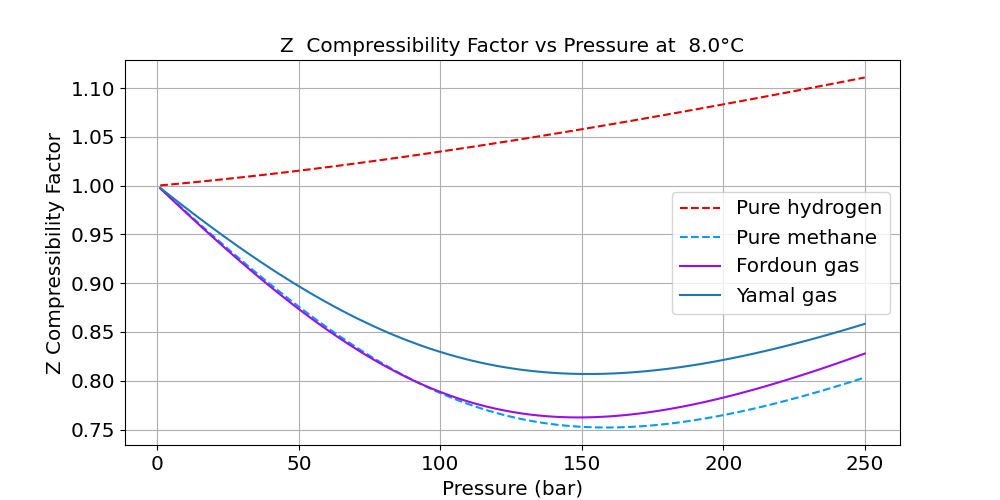 Z  Compressibility Factor vs Pressure at  8.0°C
Z Compressibility Factor
1.10
1.05
1.00
0.95
0.90
0.85
0.80
0.75
Pure hydrogen
Pure methane
Fordoun gas
Yamal gas
0 50 100 150 200 250
Pressure (bar)